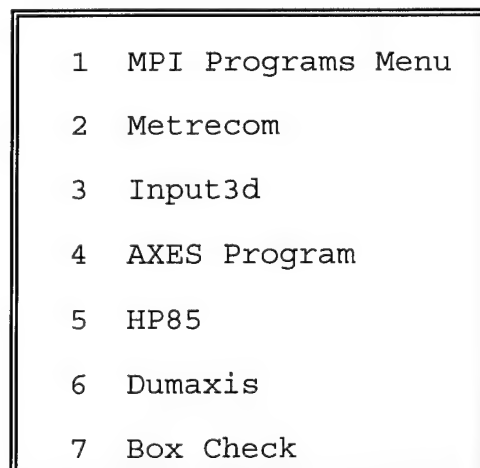 1 MPI Programs Menu
2 Metrecom
3 Input3d
4 AXES Program
5 HP85
6 Dumaxis
7 Box Check